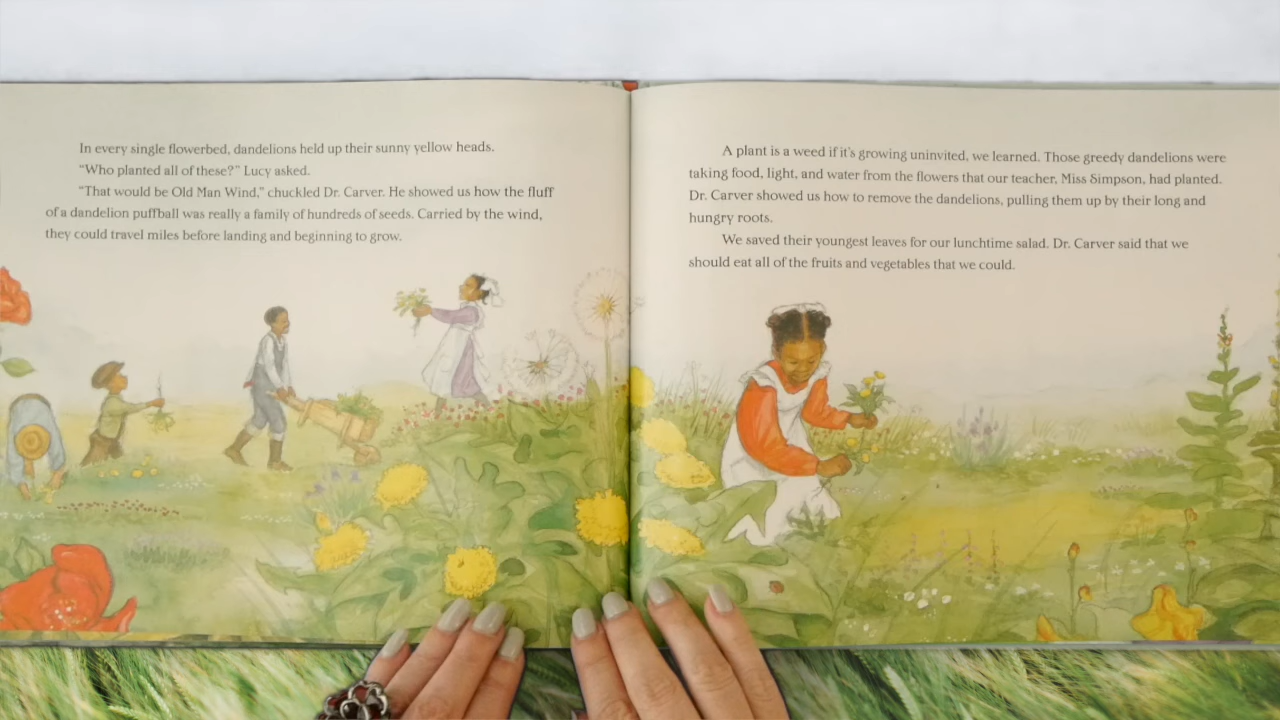 In every single flowerbed, dandelions held up their sunny yellow heads.
"Who planted all of these?" Lucy asked.
"That would be Old Man Wind," chuckled Dr. Carver. He showed us how the fluff
of a dandelion puffball was really a family of hundreds of seeds. Carried by the wind,
they could travel miles before landing and beginning to grow.
A plant is a weed if it's growing uninvited, we learned. Those greedy dandelions were
taking food, light, and water from the flowers that our teacher, Miss Simpson, had planted.
Dr. Carver showed us how to remove the dandelions, pulling them up by their long and
hungry roots.
We saved their youngest leaves for our lunchtime salad. Dr. Carver said that we
should eat all of the fruits and vegetables that we could.